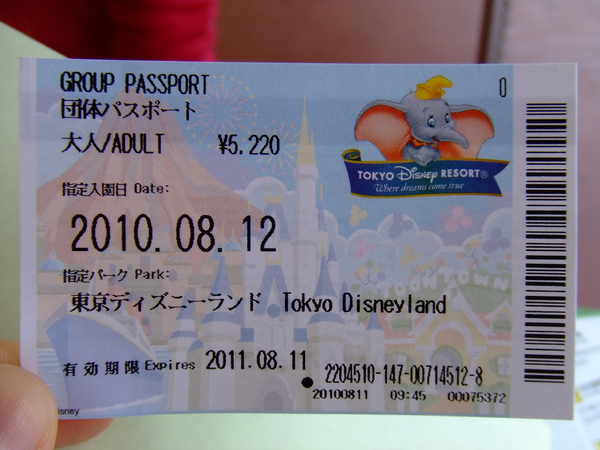 GROUP PASSPORT
0
団体パスポート
大人/ADULT ¥5,220
TOKYO Disney RESORT®
Where dreams come true
指定入園日 Date:
2010. 08. 12
指定パーク Park:
TOONTOWN
東京ディズニーランド Tokyo Disneyland
有効期限 Expires 2011.08.11
2204510-147-00714512-8
20100811 09:45 00075372
isney